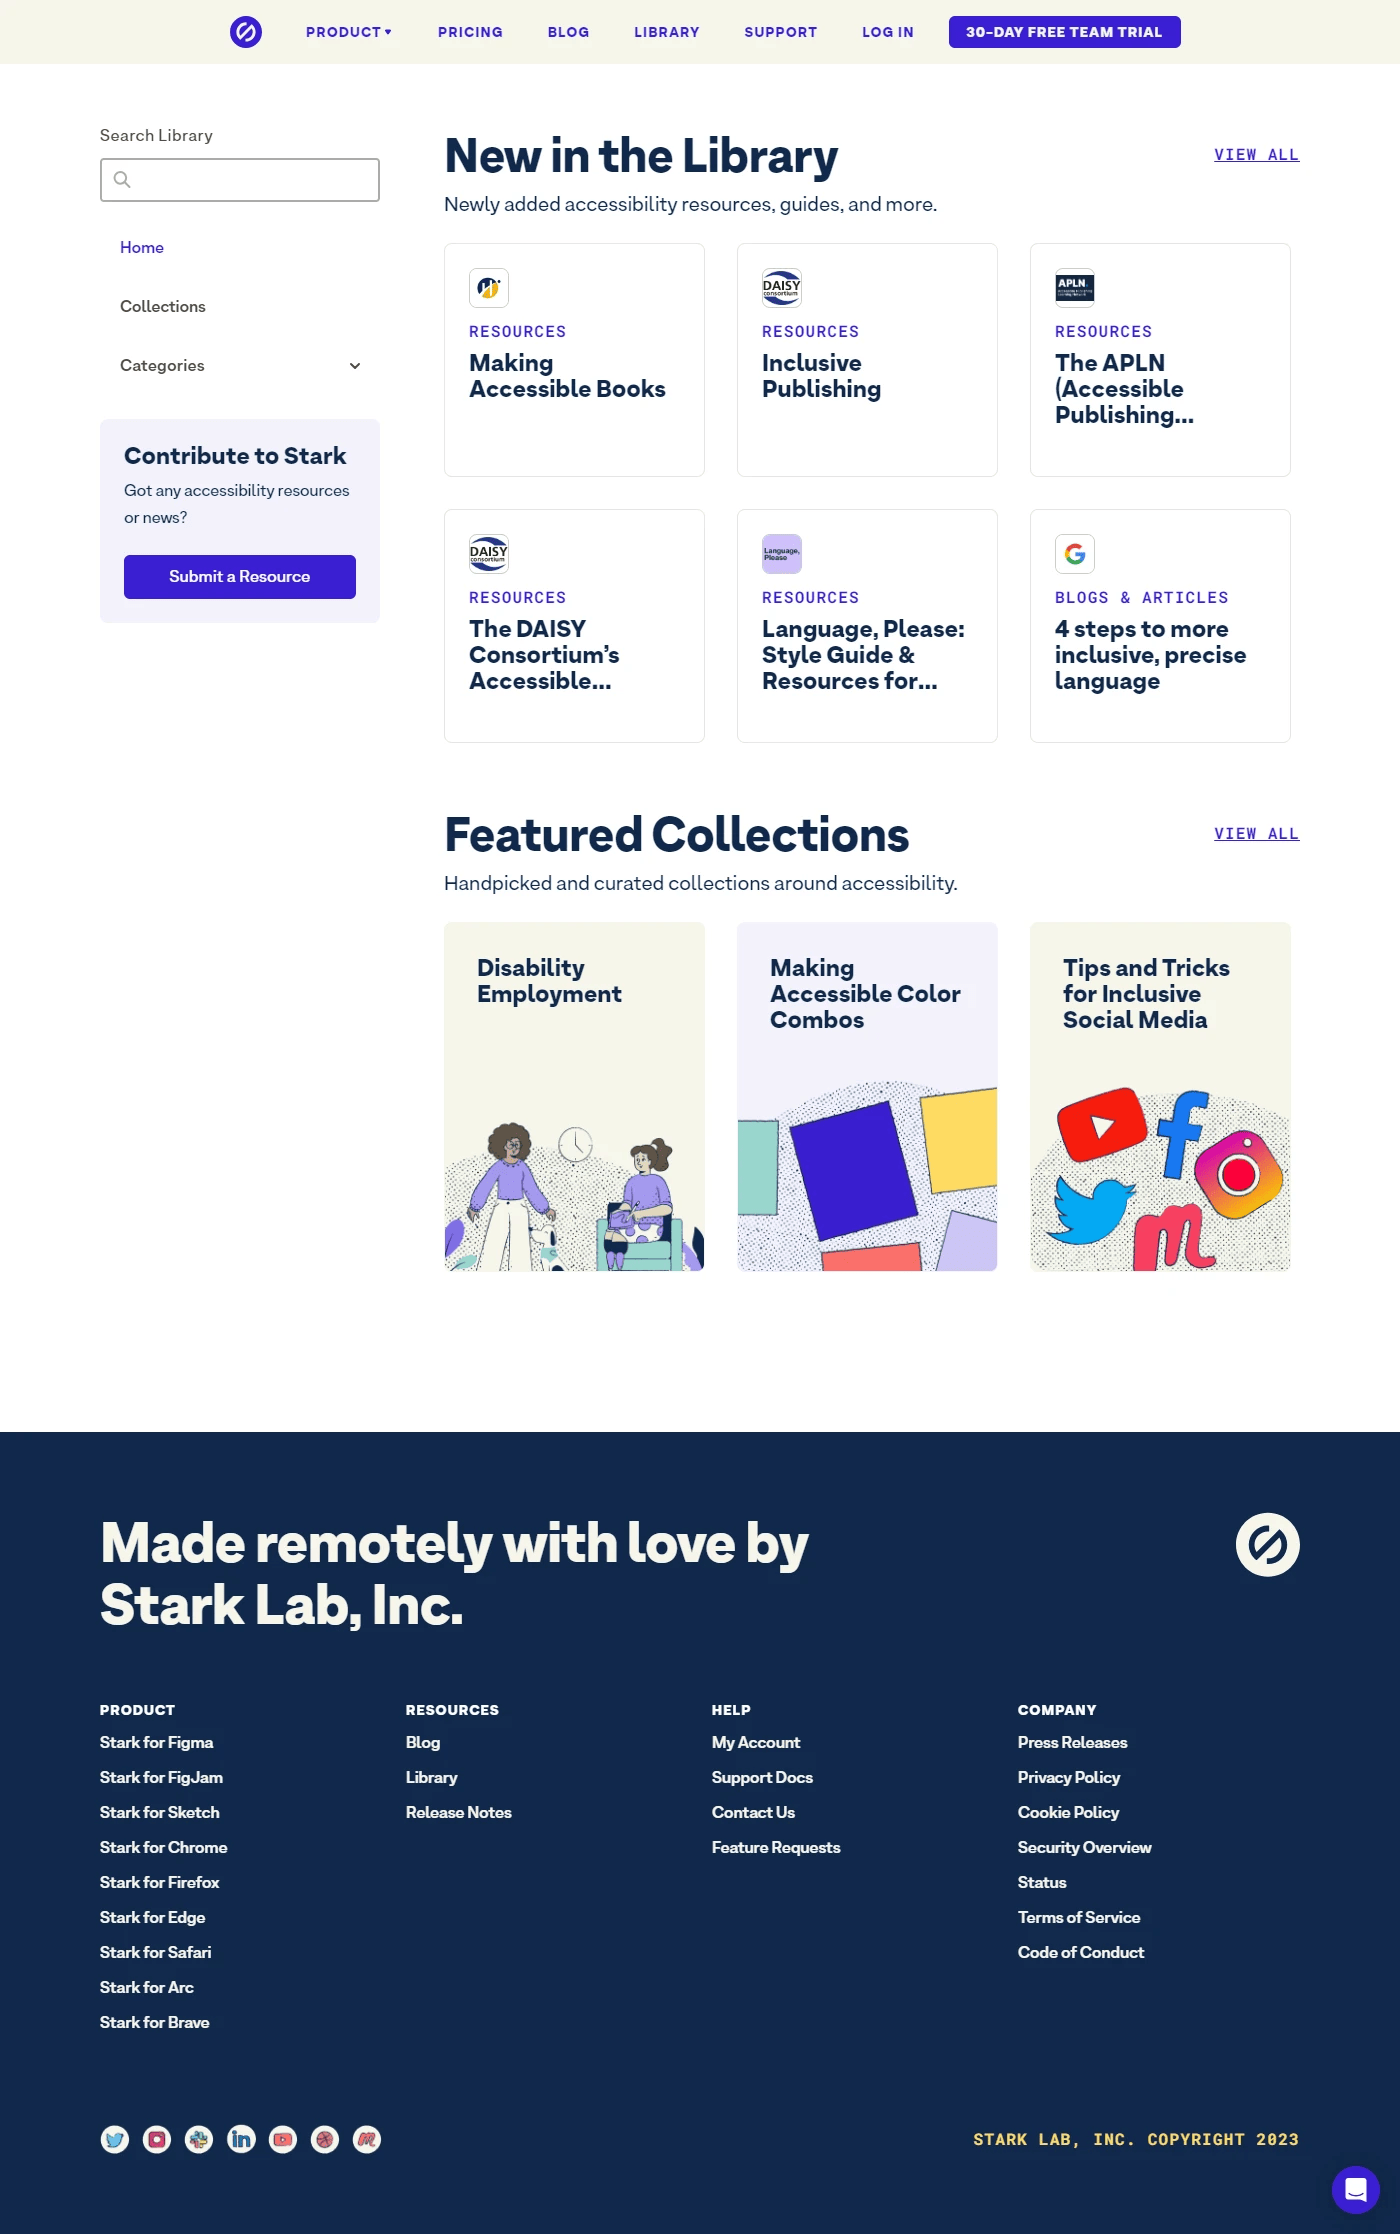 PRODUCT
PRICING
BLOG
LIBRARY
SUPPORT
LOG IN
30-DAY FREE TEAM TRIAL
Search Library
Home
Collections
Categories
Contribute to Stark
Got any accessibility resources
or news?
Submit a Resource
New in the Library
VIEW ALL
Newly added accessibility resources, guides, and more.
RESOURCES
Making
Accessible Books
DAISY
consortium
RESOURCES
Inclusive
Publishing
APLN
RESOURCES
The APLN
(Accessible
Publishing...
DAISY
consortium
RESOURCES
The DAISY
Consortium's
Accessible...
Language,
Please
RESOURCES
Language, Please:
Style Guide &
Resources for...
G
BLOGS & ARTICLES
4 steps to more
inclusive, precise
language
Featured Collections
VIEW ALL
Handpicked and curated collections around accessibility.
Disability
Employment
Making
Accessible Color
Combos
Tips and Tricks
for Inclusive
Social Media
Made remotely with love by
Stark Lab, Inc.
PRODUCT
Stark for Figma
Stark for FigJam
Stark for Sketch
Stark for Chrome
Stark for Firefox
Stark for Edge
Stark for Safari
Stark for Arc
Stark for Brave
RESOURCES
Blog
Library
Release Notes
HELP
My Account
Support Docs
Contact Us
Feature Requests
COMPANY
Press Releases
Privacy Policy
Cookie Policy
Security Overview
Status
Terms of Service
Code of Conduct
in
STARK LAB, INC. COPYRIGHT 2023